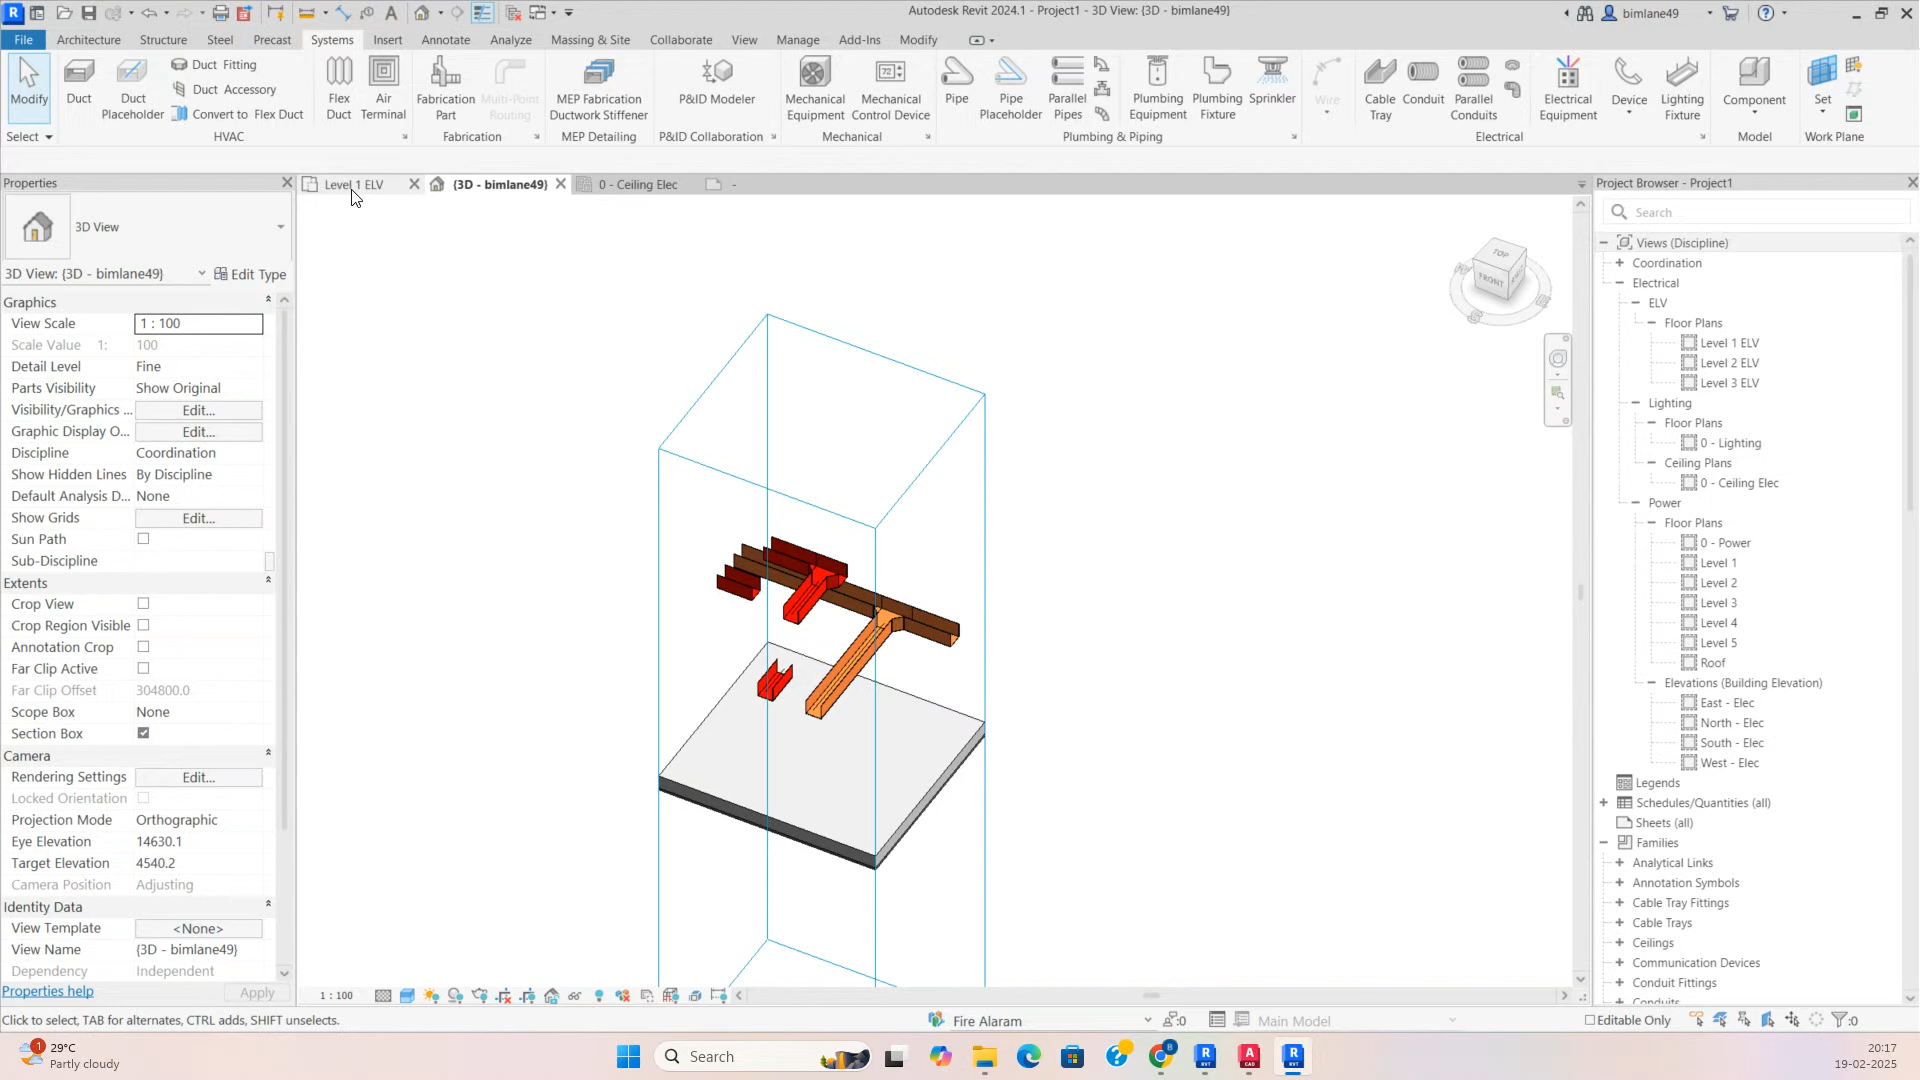 Autodesk Revit 2024.1 - Project1 - 3D View: {3D - bimlane49}
bimlane49
File Architecture Structure Steel Precast Systems Insert Annotate Analyze Massing & Site Collaborate View Manage Add-Ins Modify
Modify
Select
Duct
Duct Placeholder
Duct Fitting
Duct Accessory
Convert to Flex Duct
Flex Duct
Air Terminal
HVAC
Fabrication Part
Multi-Point Routing
Fabrication
MEP Fabrication Ductwork Stiffener
MEP Detailing
P&ID Modeler
P&ID Collaboration
Mechanical Equipment
Mechanical Control Device
Mechanical
Pipe
Pipe Placeholder
Parallel Pipes
Plumbing Equipment
Plumbing Fixture
Sprinkler
Plumbing & Piping
Wire
Cable Tray
Conduit
Parallel Conduits
Electrical Equipment
Device
Lighting Fixture
Electrical
Component
Model
Set
Work Plane
Properties
3D View
3D View: {3D - bimlane49} Edit Type
Graphics
View Scale 1 : 100
Scale Value 1: 100
Detail Level Fine
Parts Visibility Show Original
Visibility/Graphics ... Edit...
Graphic Display O... Edit...
Discipline Coordination
Show Hidden Lines By Discipline
Default Analysis D... None
Show Grids Edit...
Sun Path
Sub-Discipline
Extents
Crop View
Crop Region Visible
Annotation Crop
Far Clip Active
Far Clip Offset 304800.0
Scope Box None
Section Box
Camera
Rendering Settings Edit...
Locked Orientation
Projection Mode Orthographic
Eye Elevation 14630.1
Target Elevation 4540.2
Camera Position Adjusting
Identity Data
View Template <None>
View Name {3D - bimlane49}
Dependency Independent
Properties help Apply
Level 1 ELV {3D - bimlane49} 0 - Ceiling Elec -
TOP
FRONT
W
S
1 : 100
Project Browser - Project1
Search
Views (Discipline)
Coordination
Electrical
ELV
Floor Plans
Level 1 ELV
Level 2 ELV
Level 3 ELV
Lighting
Floor Plans
0 - Lighting
Ceiling Plans
0 - Ceiling Elec
Power
Floor Plans
0 - Power
Level 1
Level 2
Level 3
Level 4
Level 5
Roof
Elevations (Building Elevation)
East - Elec
North - Elec
South - Elec
West - Elec
Legends
Schedules/Quantities (all)
Sheets (all)
Families
Analytical Links
Annotation Symbols
Cable Tray Fittings
Cable Trays
Ceilings
Communication Devices
Conduit Fittings
Conduits
Click to select, TAB for alternates, CTRL adds, SHIFT unselects.
Fire Alaram :0 Main Model Editable Only :0
1
29°C
Partly cloudy
Search
20:17
19-02-2025